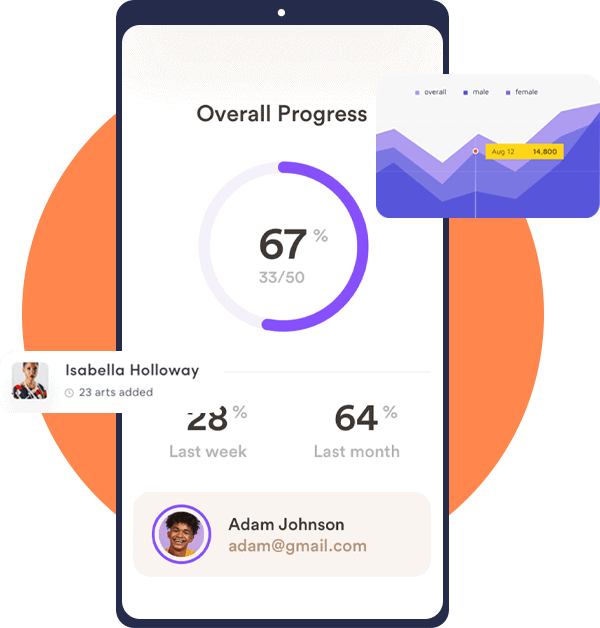 overall male female
Overall Progress
Aug 12 14,800
67 %
33/50
Isabella Holloway
23 arts added
28 % 64 %
Last week Last month
Adam Johnson
adam@gmail.com